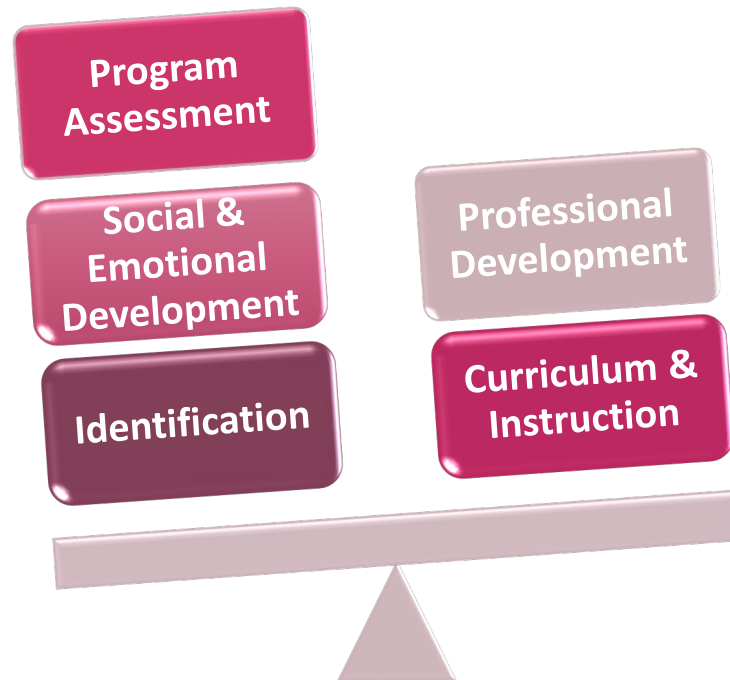 Program
Assessment
Social &
Emotional
Development
Identification
Professional
Development
Curriculum &
Instruction